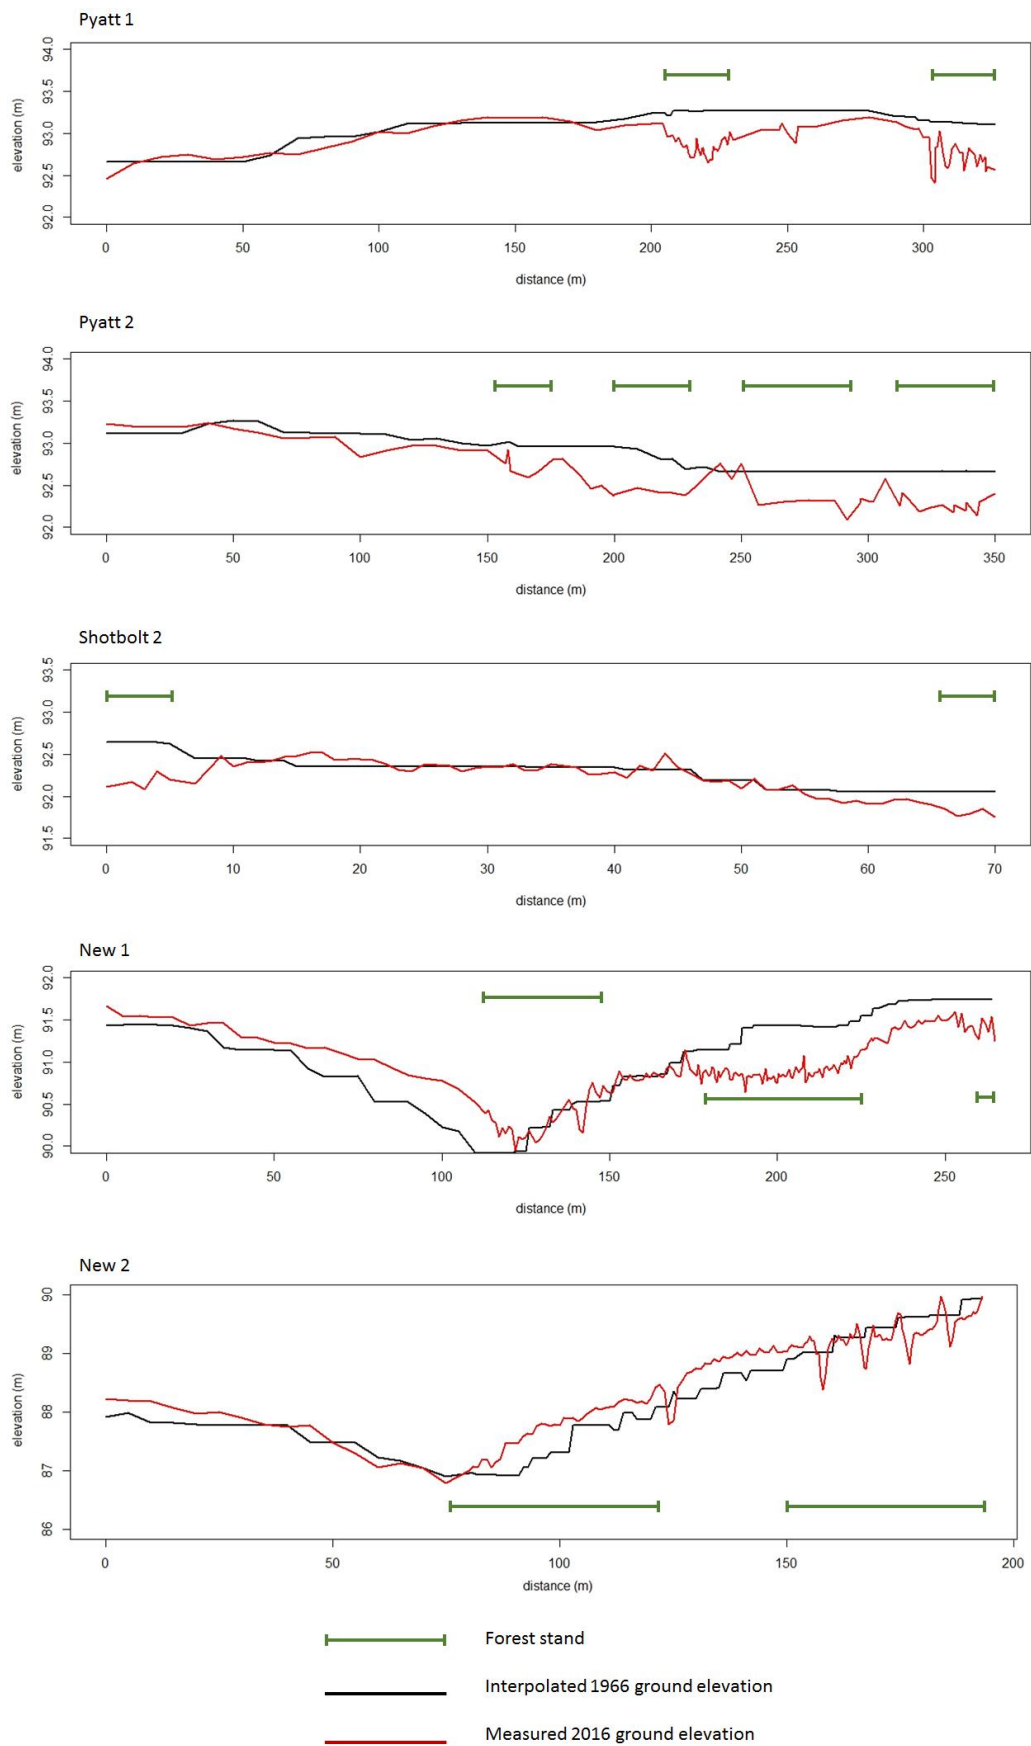 Pyatt 1
elevation (m)
94.0
93.5
93.0
92.5
92.0
0 50 100 150 200 250 300
distance (m)
Pyatt 2
elevation (m)
94.0
93.5
93.0
92.5
92.0
0 50 100 150 200 250 300 350
distance (m)
Shotbolt 2
elevation (m)
93.5
93.0
92.5
92.0
91.5
0 10 20 30 40 50 60 70
distance (m)
New 1
elevation (m)
92.0
91.5
91.0
90.5
90.0
0 50 100 150 200 250
distance (m)
New 2
elevation (m)
90
89
88
87
86
0 50 100 150 200
distance (m)
Forest stand
Interpolated 1966 ground elevation
Measured 2016 ground elevation